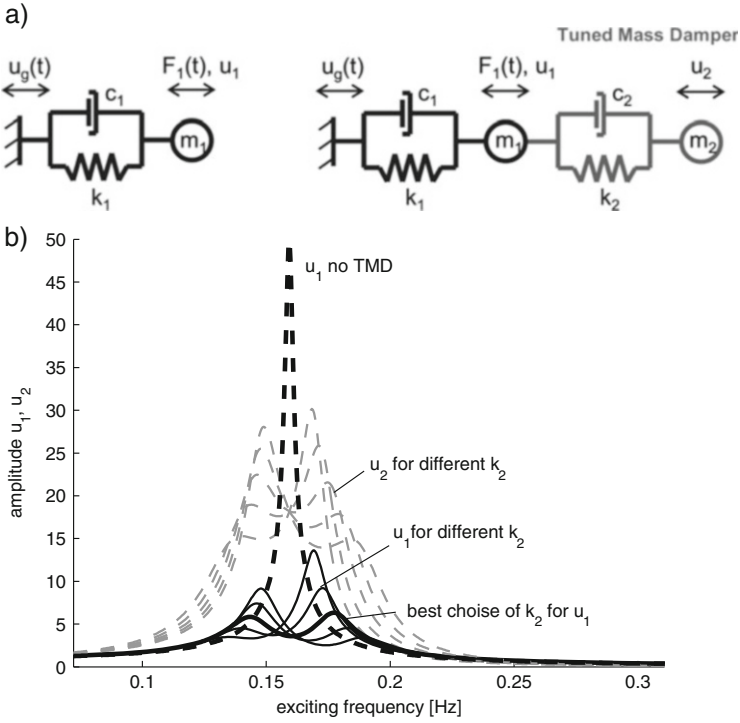 a)
Tuned Mass Damper
u_g(t)
F_1(t), u_1
u_g(t)
F_1(t), u_1
u_2
c_1
c_1
c_2
m_1
m_1
m_2
k_1
k_1
k_2
b)
50
45
40
35
30
25
20
15
10
5
0
amplitude u_1, u_2
u_1 no TMD
u_2 for different k_2
u_1 for different k_2
best choise of k_2 for u_1
0.1
0.15
0.2
0.25
0.3
exciting frequency [Hz]